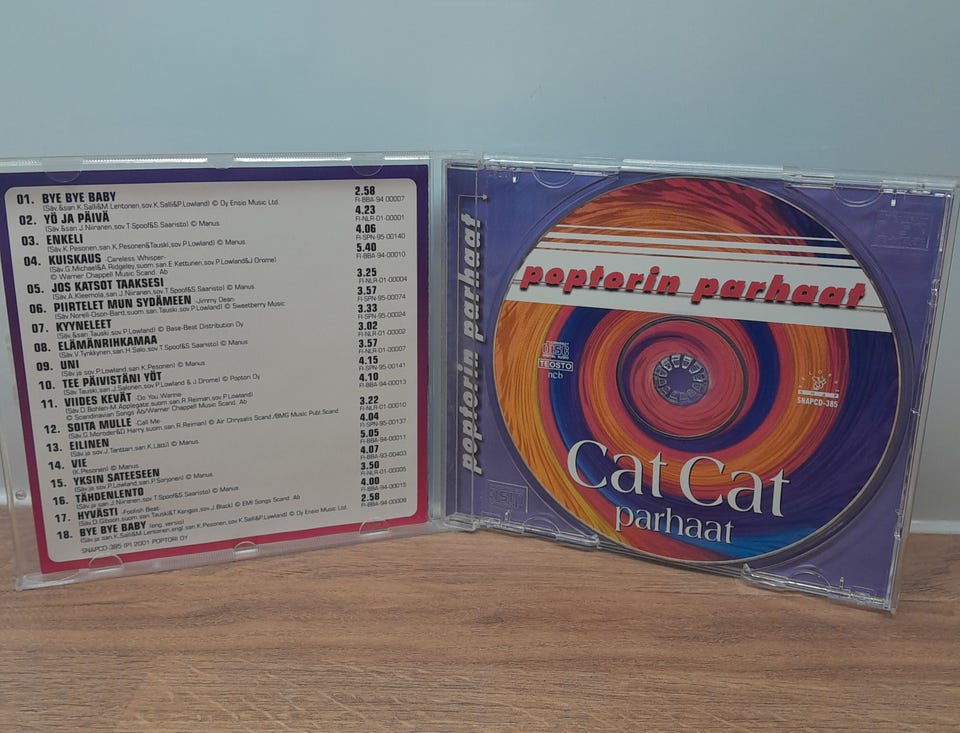 01. BYE BYE BABY 2.58
(Säv.&san.K.Salli&M.Lentonen,sov.K.Salli&P.Lowland) © Oy Ensio Music Ltd. FI-BBA-94-00007
02. YÖ JA PÄIVÄ 4.23
(Säv.&san.J.Niiranen,sov.T.Spoof&S.Saaristo) © Manus FI-NLR-01-00001
03. ENKELI 4.06
(Säv.K.Pesonen,san.K.Pesonen&Tauski,sov.P.Lowland) © Manus FI-SPN-95-00140
04. KUISKAUS -Careless Whisper- 5.40
(Säv.G.Michael&A.Ridgeley,suom.san.E.Kettunen,sov.P.Lowland&J.Drome) FI-BBA-94-00010
© Warner Chappell Music Scand. Ab
05. JOS KATSOT TAAKSESI 3.25
(Säv.A.Kleemola,san.J.Niiranen,sov.T.Spoof&S.Saaristo) © Manus. FI-NLR-01-00004
06. PIIRTELET MUN SYDÄMEEN -Jimmy Dean- 3.57
(Säv.Norell-Oson-Bard,suom.san.Tauski,sov.P.Lowland) © Sweetberry Music FI-SPN-95-00074
07. KYYNELEET 3.33
(Säv.&san.Tauski,sov.P.Lowland) © Base-Beat Distribution Oy FI-SPN-95-00024
08. ELÄMÄNRIHKAMAA 3.02
(Säv.V.Tynkkynen,san.H.Salo,sov.T.Spoof&S.Saaristo) © Manus FI-NLR-01-00002
09. UNI 3.57
(Säv.ja sov.P.Lowland,san.K.Pesonen) © Manus. FI-NLR-01-00007
10. TEE PÄIVISTÄNI YÖT 4.15
(Säv.Tauski,san.J.Salonen,sov.P.Lowland & J.Drome) © Poptori Oy FI-SPN-95-00141
11. VIIDES KEVÄT -Do You Wanna- 4.10
(Säv.D.Bohlen-M.Applegate,suom.san.R.Reiman,sov.P.Lowland) FI-BBA-94-00013
© Scandinavian Songs Ab/Warner Chappell Music Scand. Ab
12. SOITA MULLE -Call Me 3.22
(Säv.G.Moroder&D.Harry,suom.san.R.Reiman) © Air Chrysalis Scand./BMG Music Publ.Scand FI-NLR-01-00010
13. EILINEN 4.04
(Säv.ja sov.J.Tanttari,san.K.Lätti) © Manus. FI-SPN-95-00137
14. VIE 5.05
(K.Pesonen) © Manus. FI-BBA-94-00011
15. YKSIN SATEESEEN 4.07
(Säv.ja sov.P.Lowland,san.P.Sorjonen) © Manus. FI-BBA-93-00403
16. TÄHDENLENTO 3.50
(Säv.ja san.J.Niiranen,sov.T.Spoof&S.Saaristo) © Manus FI-NLR-01-00005
17. HYVÄSTI -Foolish Beat- 4.00
(Säv.D.Gibson,suom.san.Tauski&T.Kangas,sov.J.Black) © EMI Songs Scand. Ab FI-BBA-94-00015
18. BYE BYE BABY (eng. versio) 2.58
(Säv.ja san.K.Salli&M.Lentonen,engl.san.K.Pesonen,sov.K.Salli&P.Lowland) © Oy Ensio Music Ltd. FI-BBA-94-00009
SNAPCD-385 (P) 2001 POPTORI OY
poptorin parhaat
poptorin parhaat
TEOSTO
ncb
SNAP
SNAPCD-385
Cat Cat
parhaat